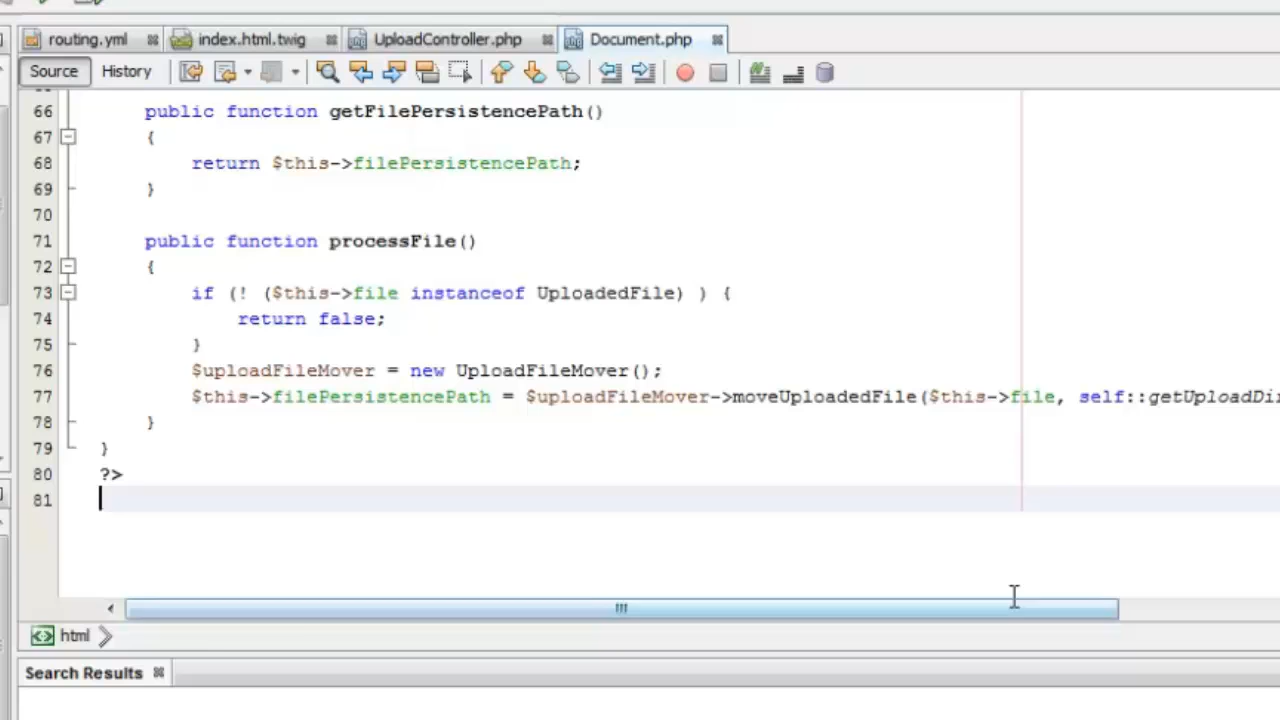 routing.yml index.html.twig UploadController.php Document.php
Source History
66 public function getFilePersistencePath()
67 {
68 return $this->filePersistencePath;
69 }
70
71 public function processFile()
72 {
73 if (! ($this->file instanceof UploadedFile) ) {
74 return false;
75 }
76 $uploadFileMover = new UploadFileMover();
77 $this->filePersistencePath = $uploadFileMover->moveUploadedFile($this->file, self::getUploadDi
78 }
79 }
80 ?>
81
html
Search Results